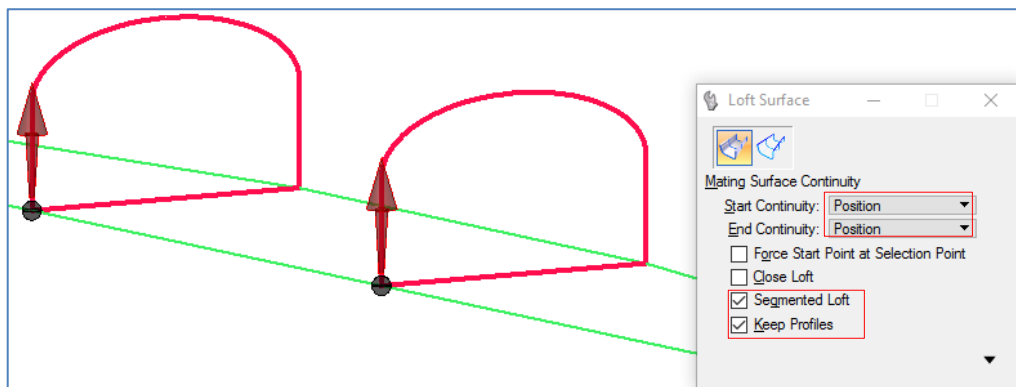 Loft Surface
Mating Surface Continuity
Start Continuity: Position
End Continuity: Position
Force Start Point at Selection Point
Close Loft
Segmented Loft
Keep Profiles